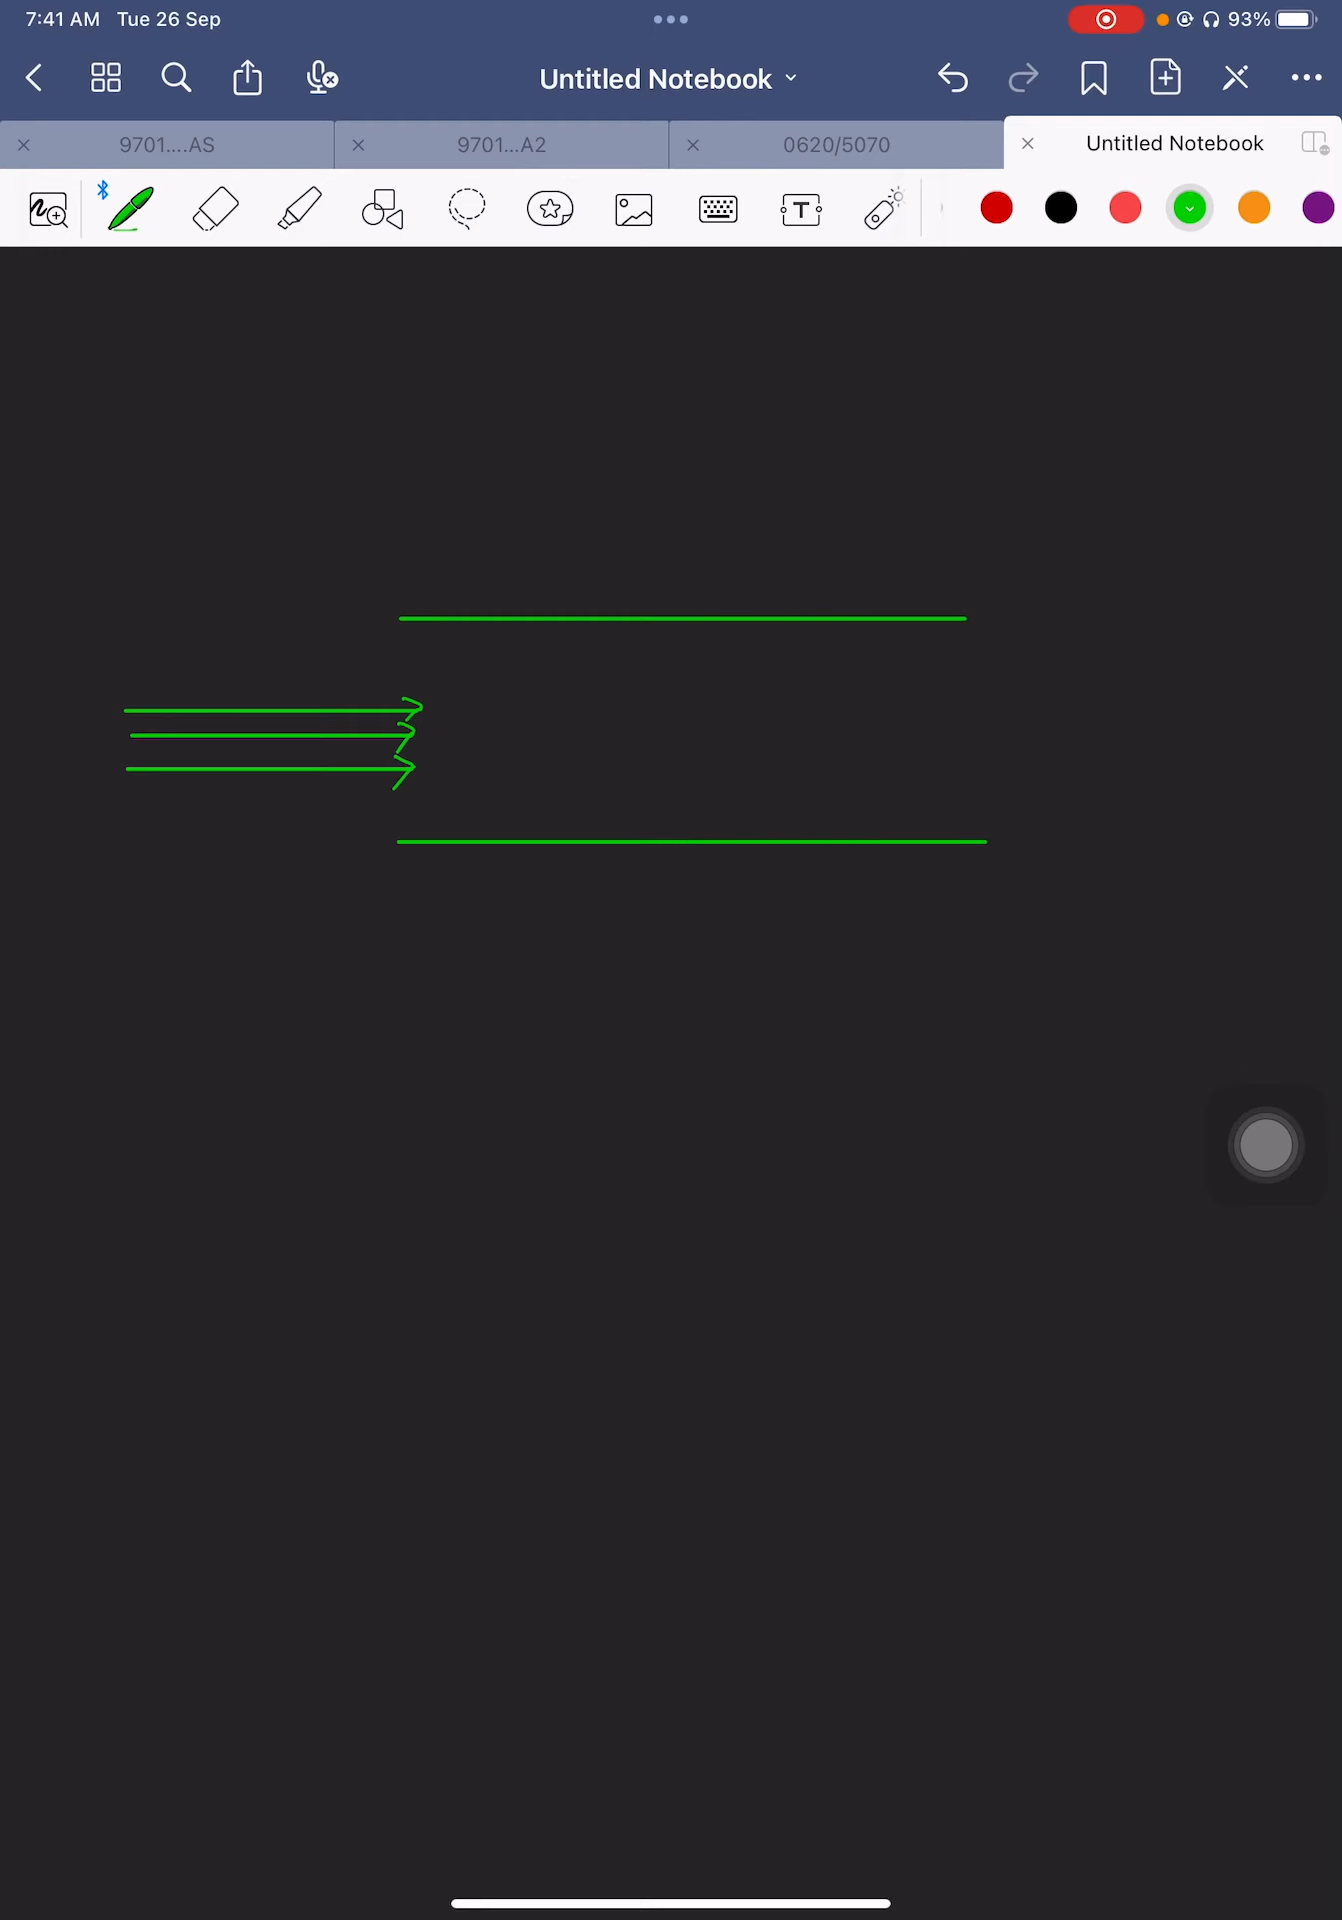 7:41 AM Tue 26 Sep
93%
Untitled Notebook
9701....AS
9701...A2
0620/5070
Untitled Notebook
T